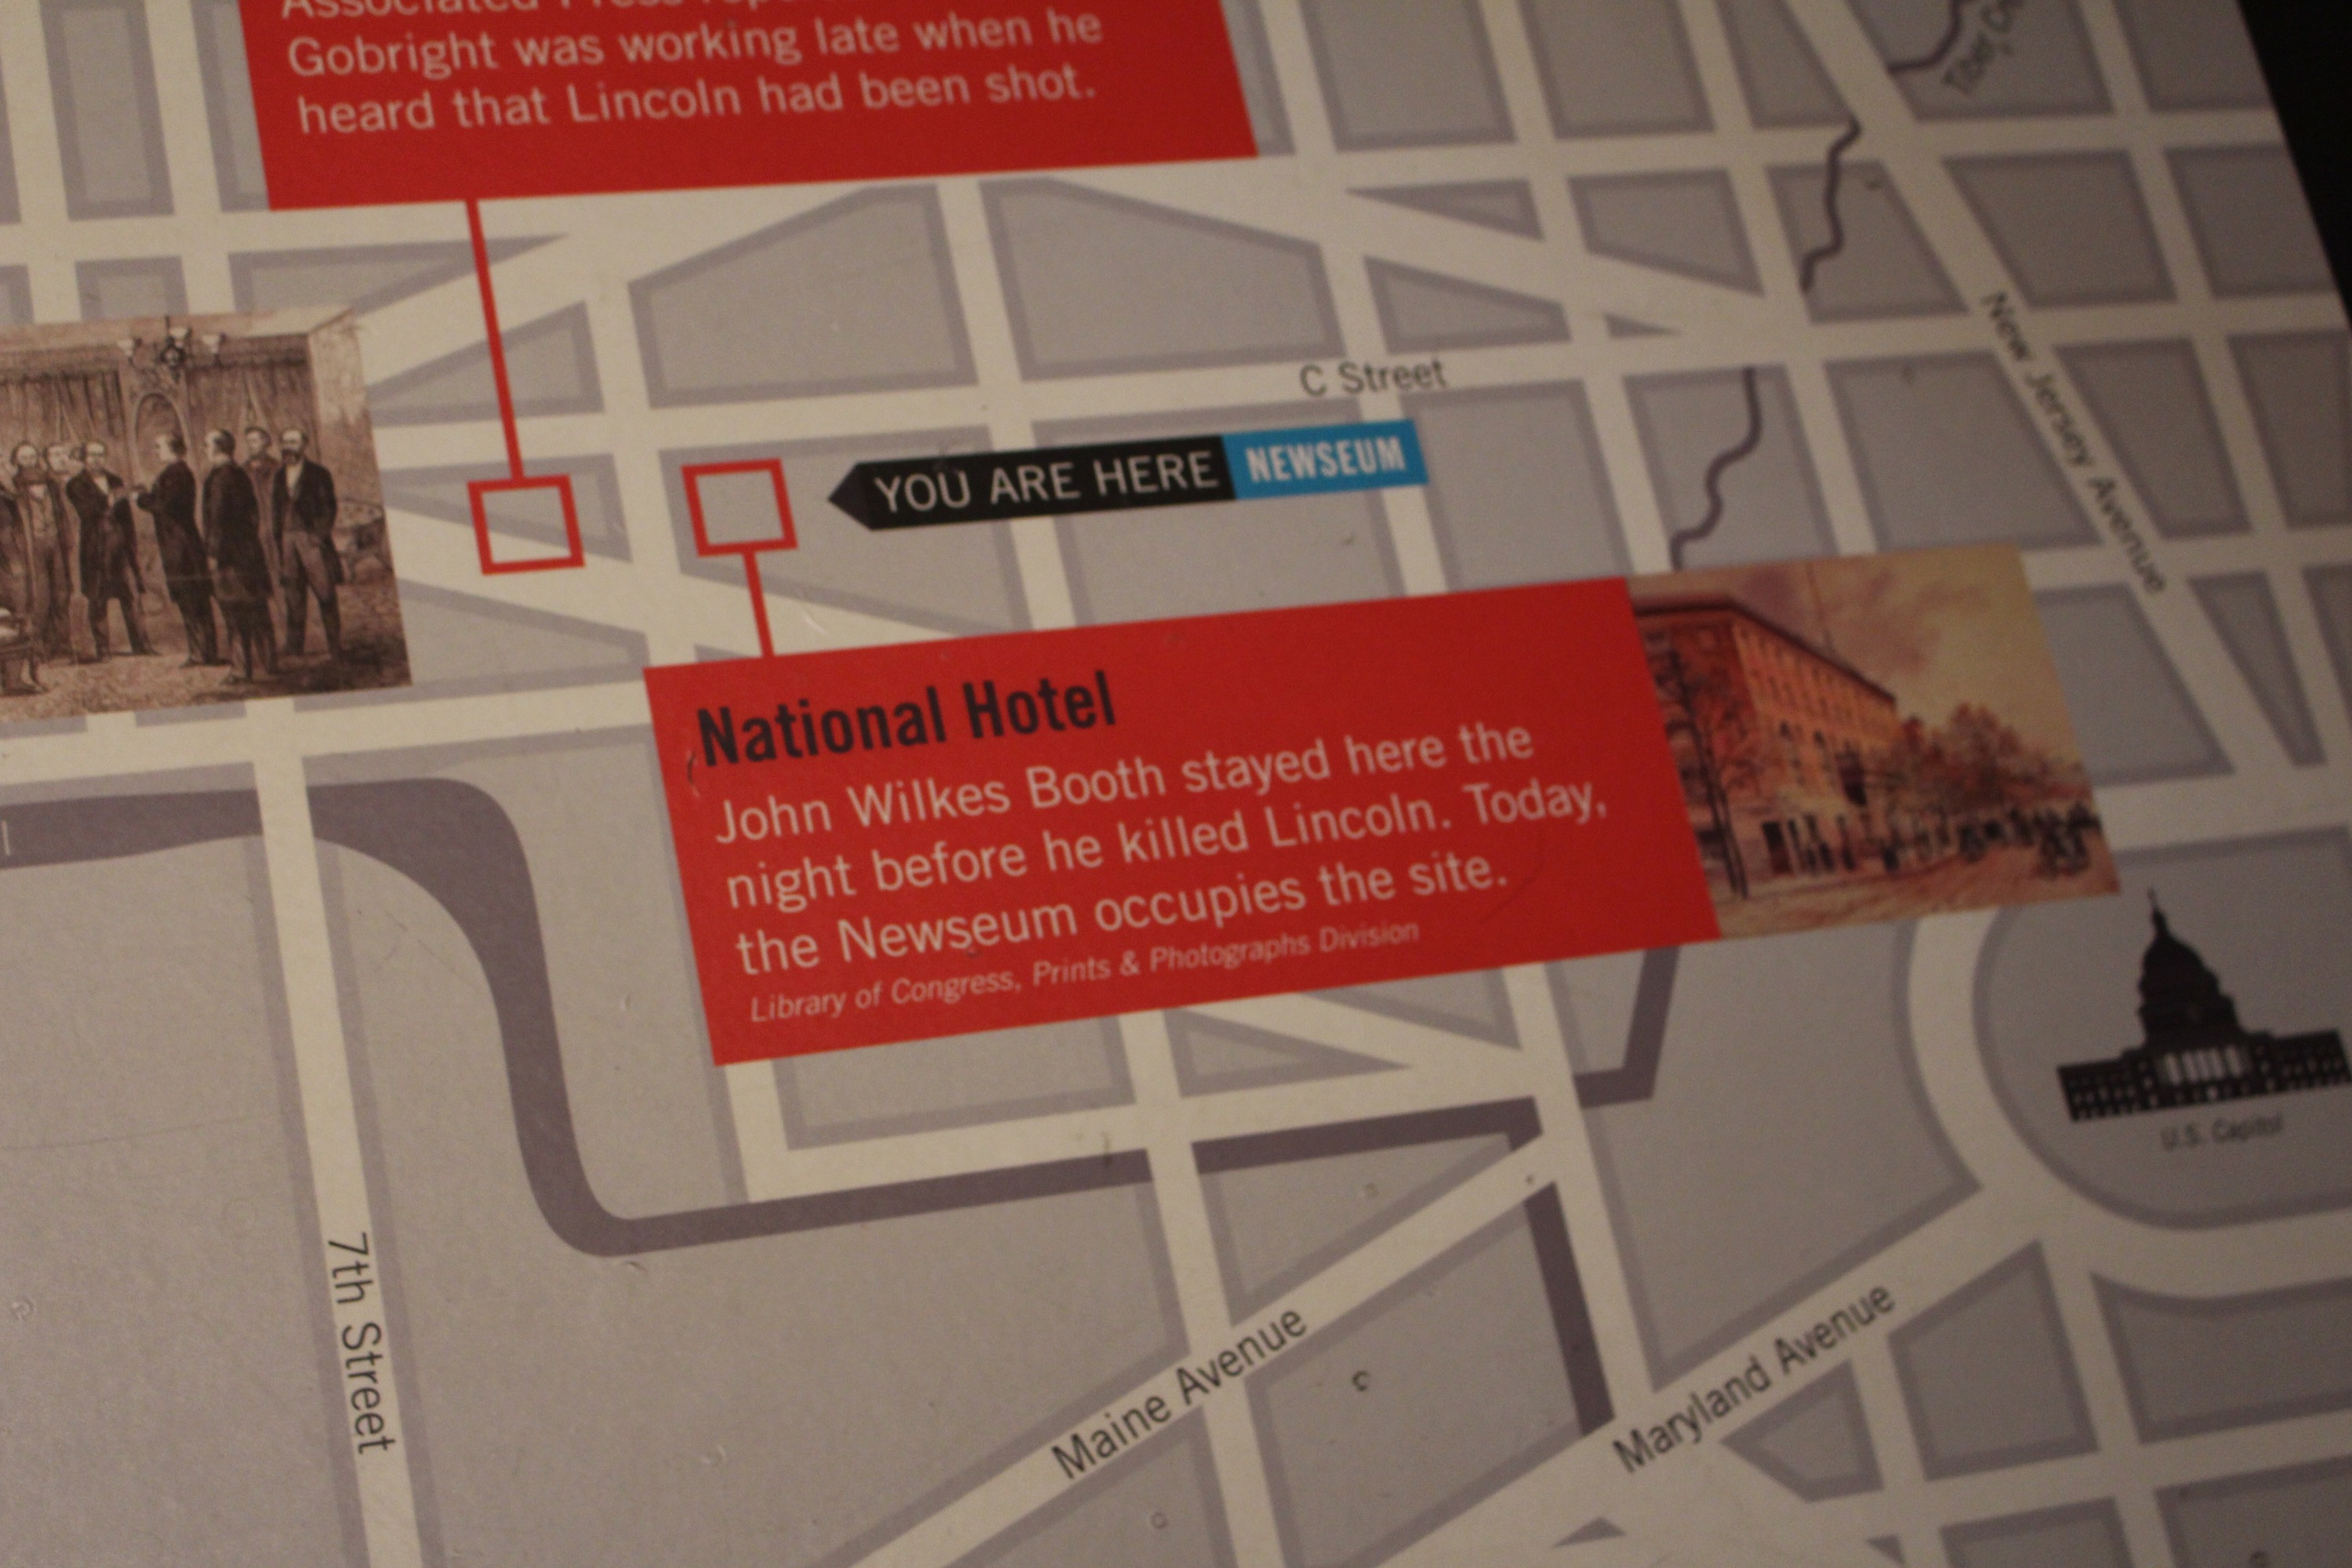 Associated Press
Gobright was working late when he
heard that Lincoln had been shot.
C Street
New Jersey Avenue
YOU ARE HERE NEWSEUM
National Hotel
John Wilkes Booth stayed here the
night before he killed Lincoln. Today,
the Newseum occupies the site.
Library of Congress, Prints & Photographs Division
U.S. Capitol
7th Street
Maine Avenue
Maryland Avenue